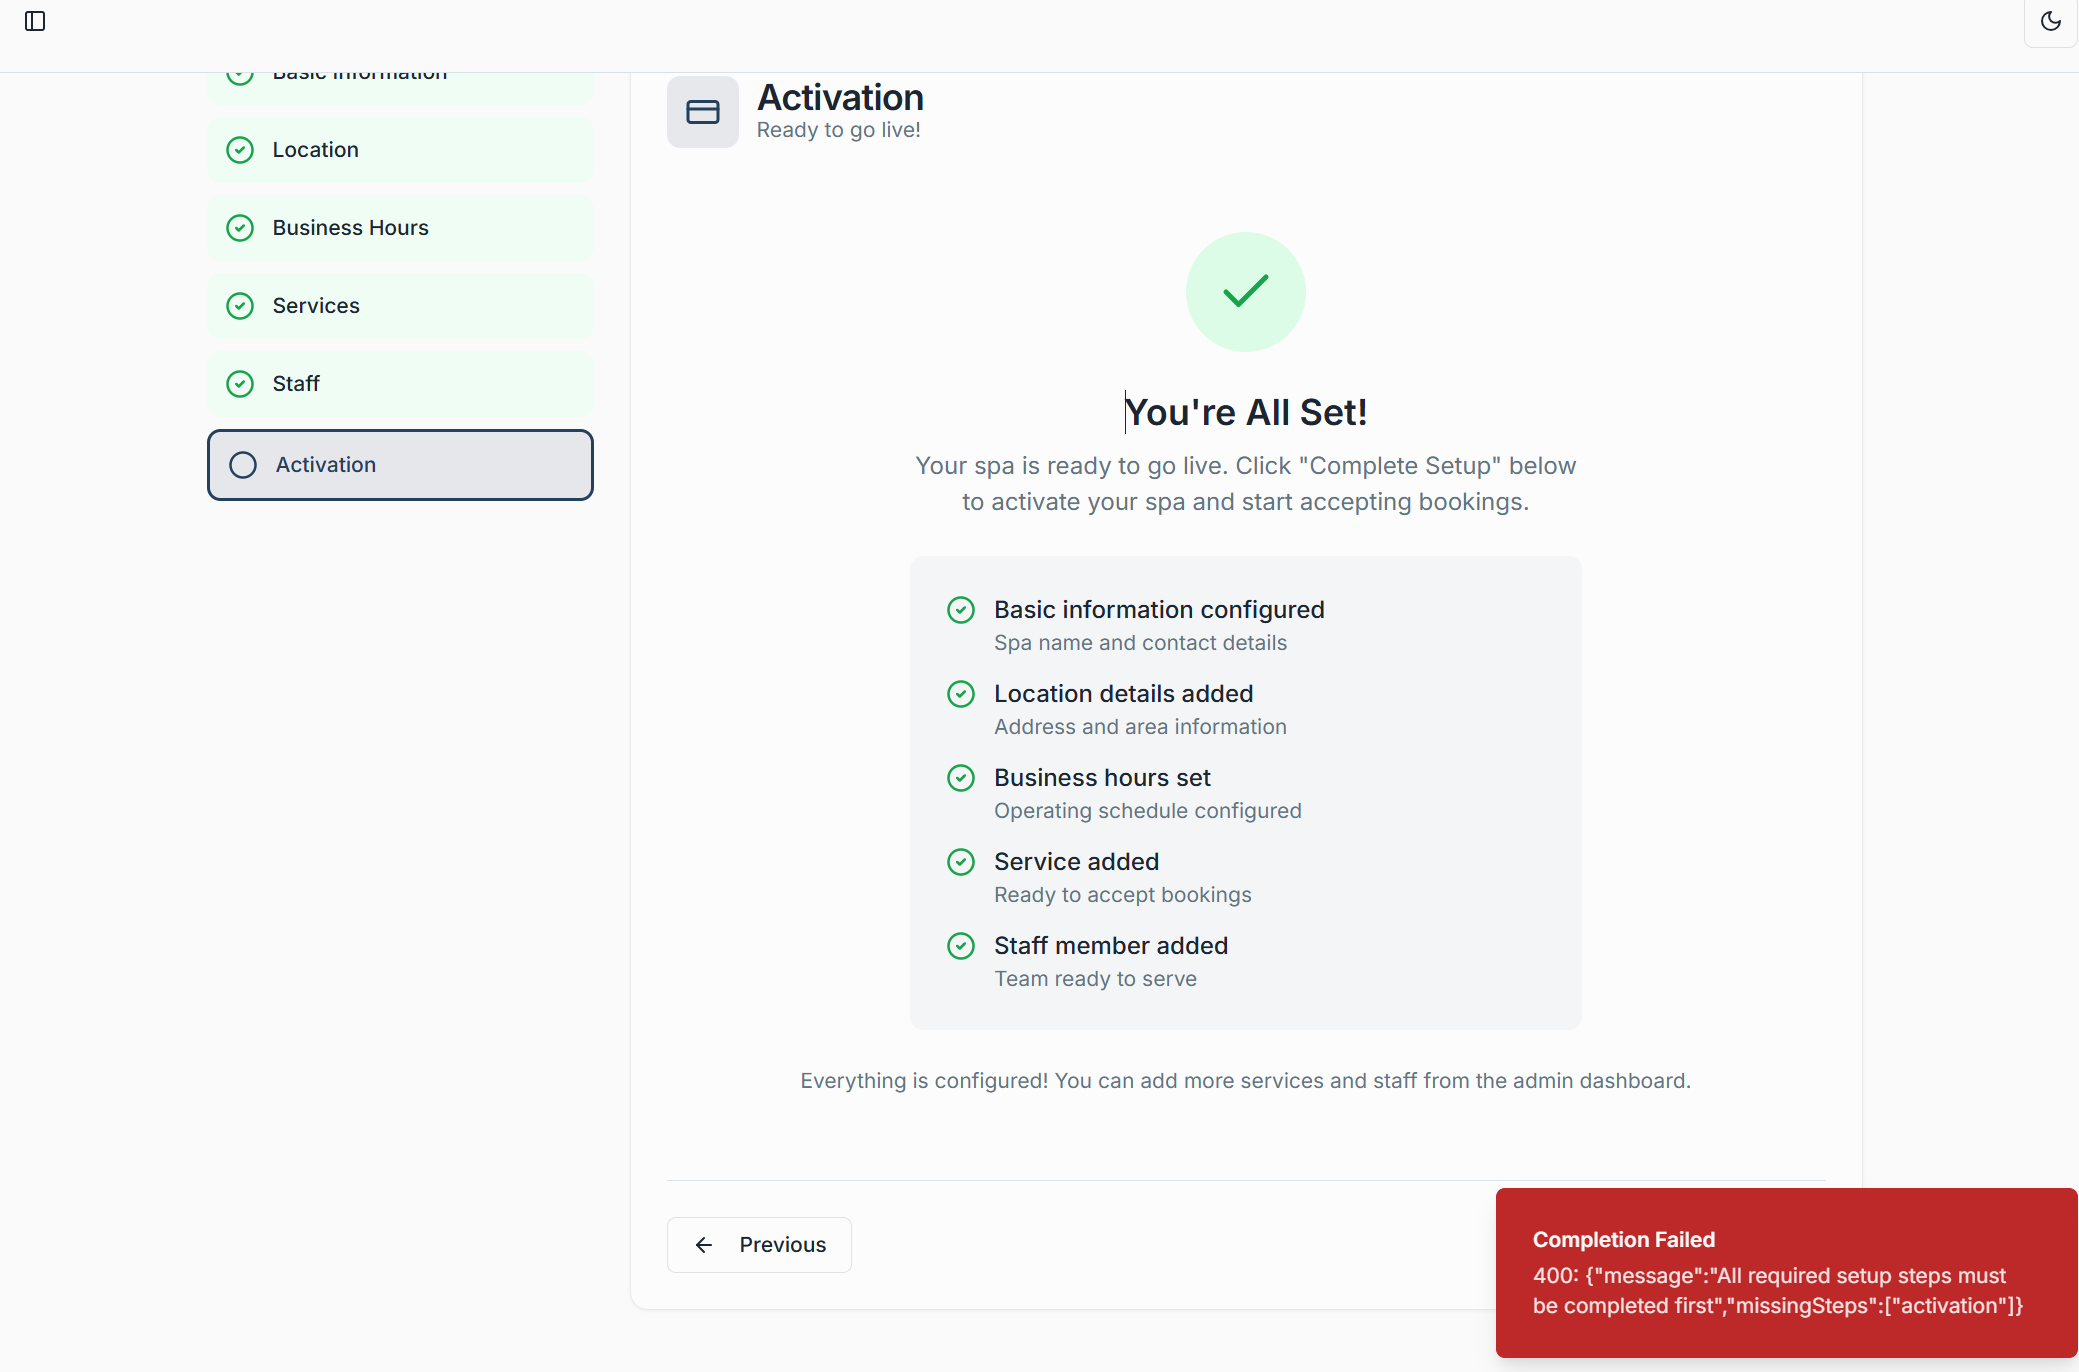 Basic Information
Location
Business Hours
Services
Staff
Activation
Activation
Ready to go live!
You're All Set!
Your spa is ready to go live. Click "Complete Setup" below
to activate your spa and start accepting bookings.
Basic information configured
Spa name and contact details
Location details added
Address and area information
Business hours set
Operating schedule configured
Service added
Ready to accept bookings
Staff member added
Team ready to serve
Everything is configured! You can add more services and staff from the admin dashboard.
Previous
Completion Failed
400: {"message":"All required setup steps must
be completed first","missingSteps":["activation"]}